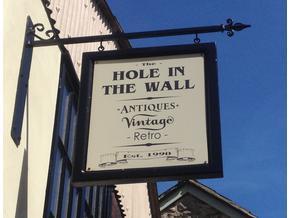 - The -
HOLE IN
THE WALL
-ANTIQUES-
Vintage
- Retro -
EST. 1990